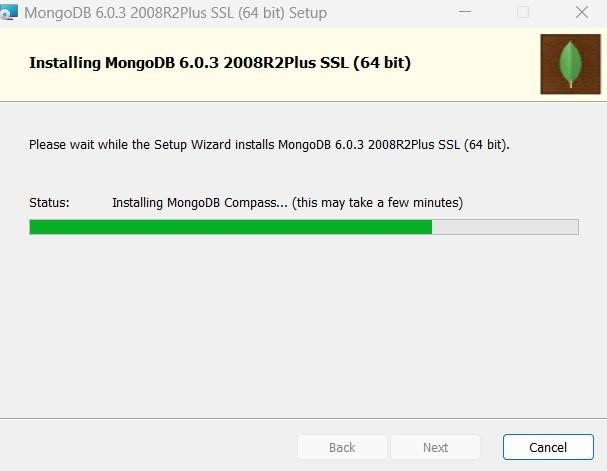 MongoDB 6.0.3 2008R2Plus SSL (64 bit) Setup
Installing MongoDB 6.0.3 2008R2Plus SSL (64 bit)
Please wait while the Setup Wizard installs MongoDB 6.0.3 2008R2Plus SSL (64 bit).
Status: Installing MongoDB Compass... (this may take a few minutes)
Back Next Cancel